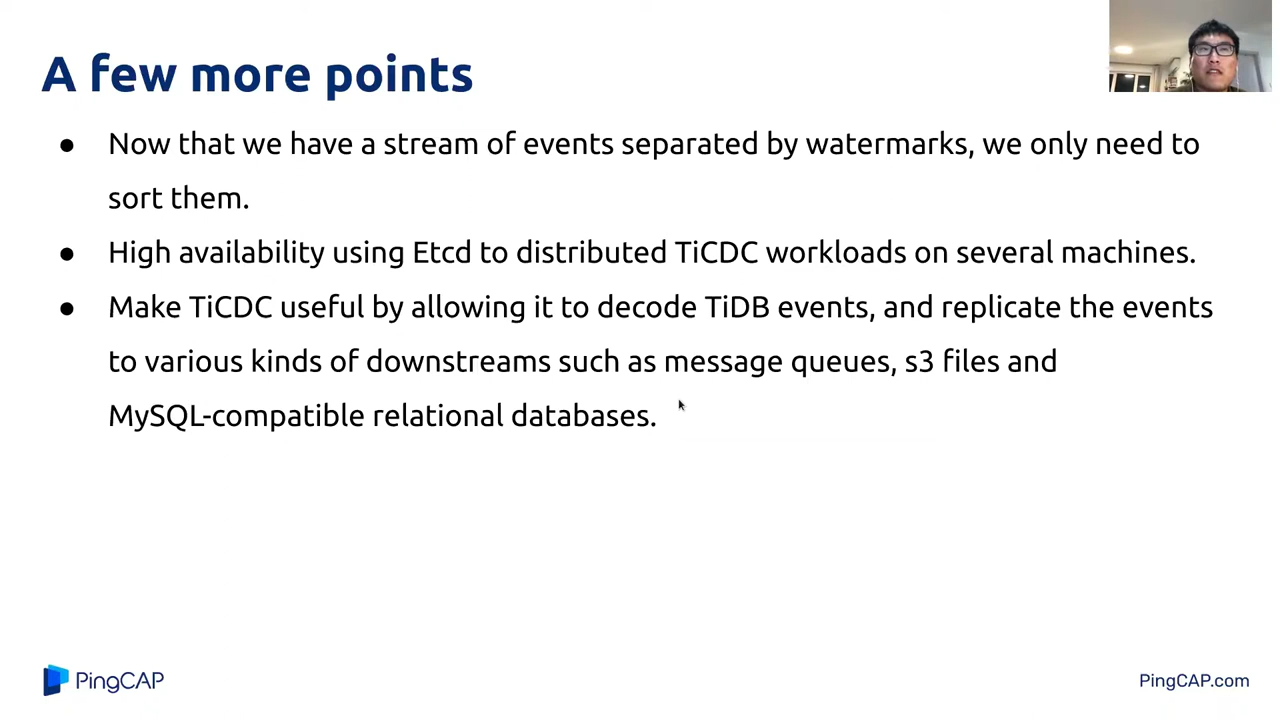 A few more points
● Now that we have a stream of events separated by watermarks, we only need to
sort them.
● High availability using Etcd to distributed TiCDC workloads on several machines.
● Make TiCDC useful by allowing it to decode TiDB events, and replicate the events
to various kinds of downstreams such as message queues, s3 files and
MySQL-compatible relational databases.
PingCAP
PingCAP.com